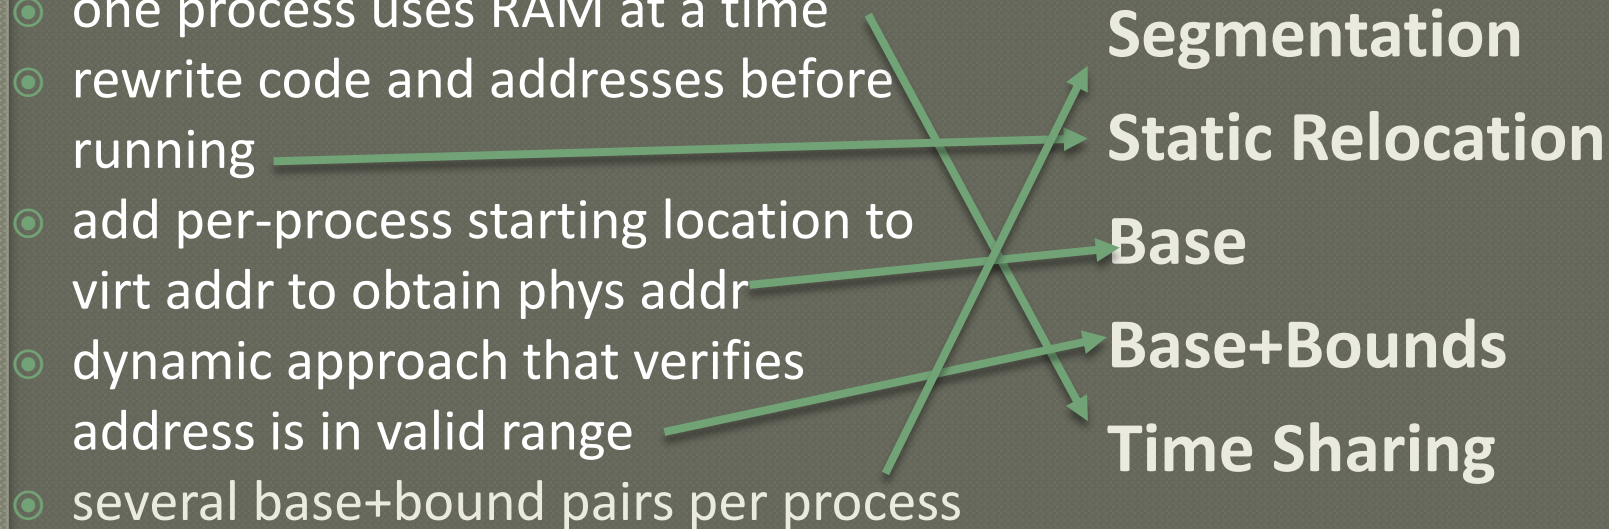 one process uses RAM at a time
rewrite code and addresses before
running
add per-process starting location to
virt addr to obtain phys addr
dynamic approach that verifies
address is in valid range
several base+bound pairs per process
Segmentation
Static Relocation
Base
Base+Bounds
Time Sharing